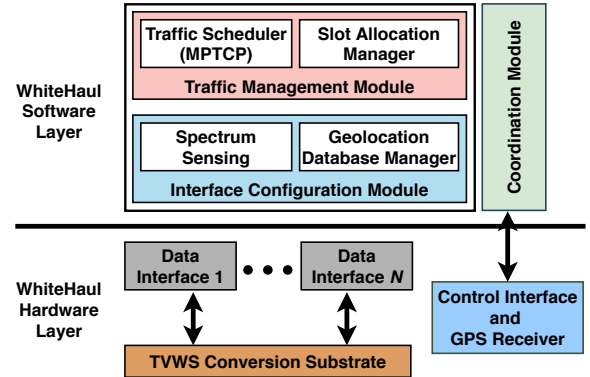 WhiteHaul
Software
Layer
Traffic Scheduler
(MPTCP)
Slot Allocation
Manager
Traffic Management Module
Spectrum
Sensing
Geolocation
Database Manager
Interface Configuration Module
Coordination Module
WhiteHaul
Hardware
Layer
Data
Interface 1
Data
Interface N
Control Interface
and
GPS Receiver
TVWS Conversion Substrate